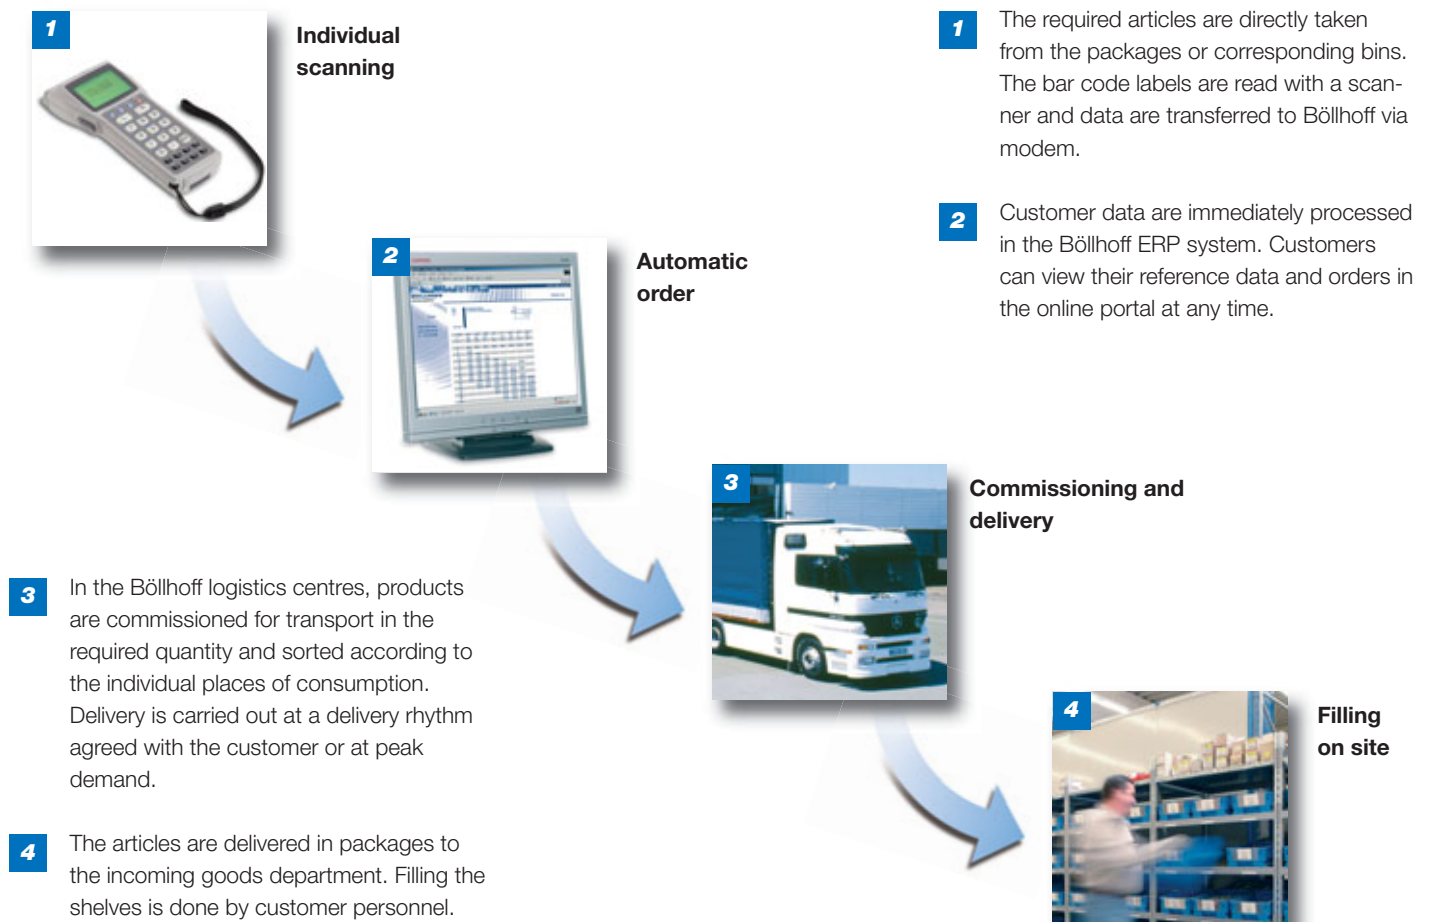 1
Individual
scanning
1
The required articles are directly taken
from the packages or corresponding bins.
The bar code labels are read with a scan-
ner and data are transferred to Böllhoff via
modem.
2
Automatic
order
2
Customer data are immediately processed
in the Böllhoff ERP system. Customers
can view their reference data and orders in
the online portal at any time.
3
Commissioning and
delivery
3
In the Böllhoff logistics centres, products
are commissioned for transport in the
required quantity and sorted according to
the individual places of consumption.
Delivery is carried out at a delivery rhythm
agreed with the customer or at peak
demand.
4
Filling
on site
4
The articles are delivered in packages to
the incoming goods department. Filling the
shelves is done by customer personnel.